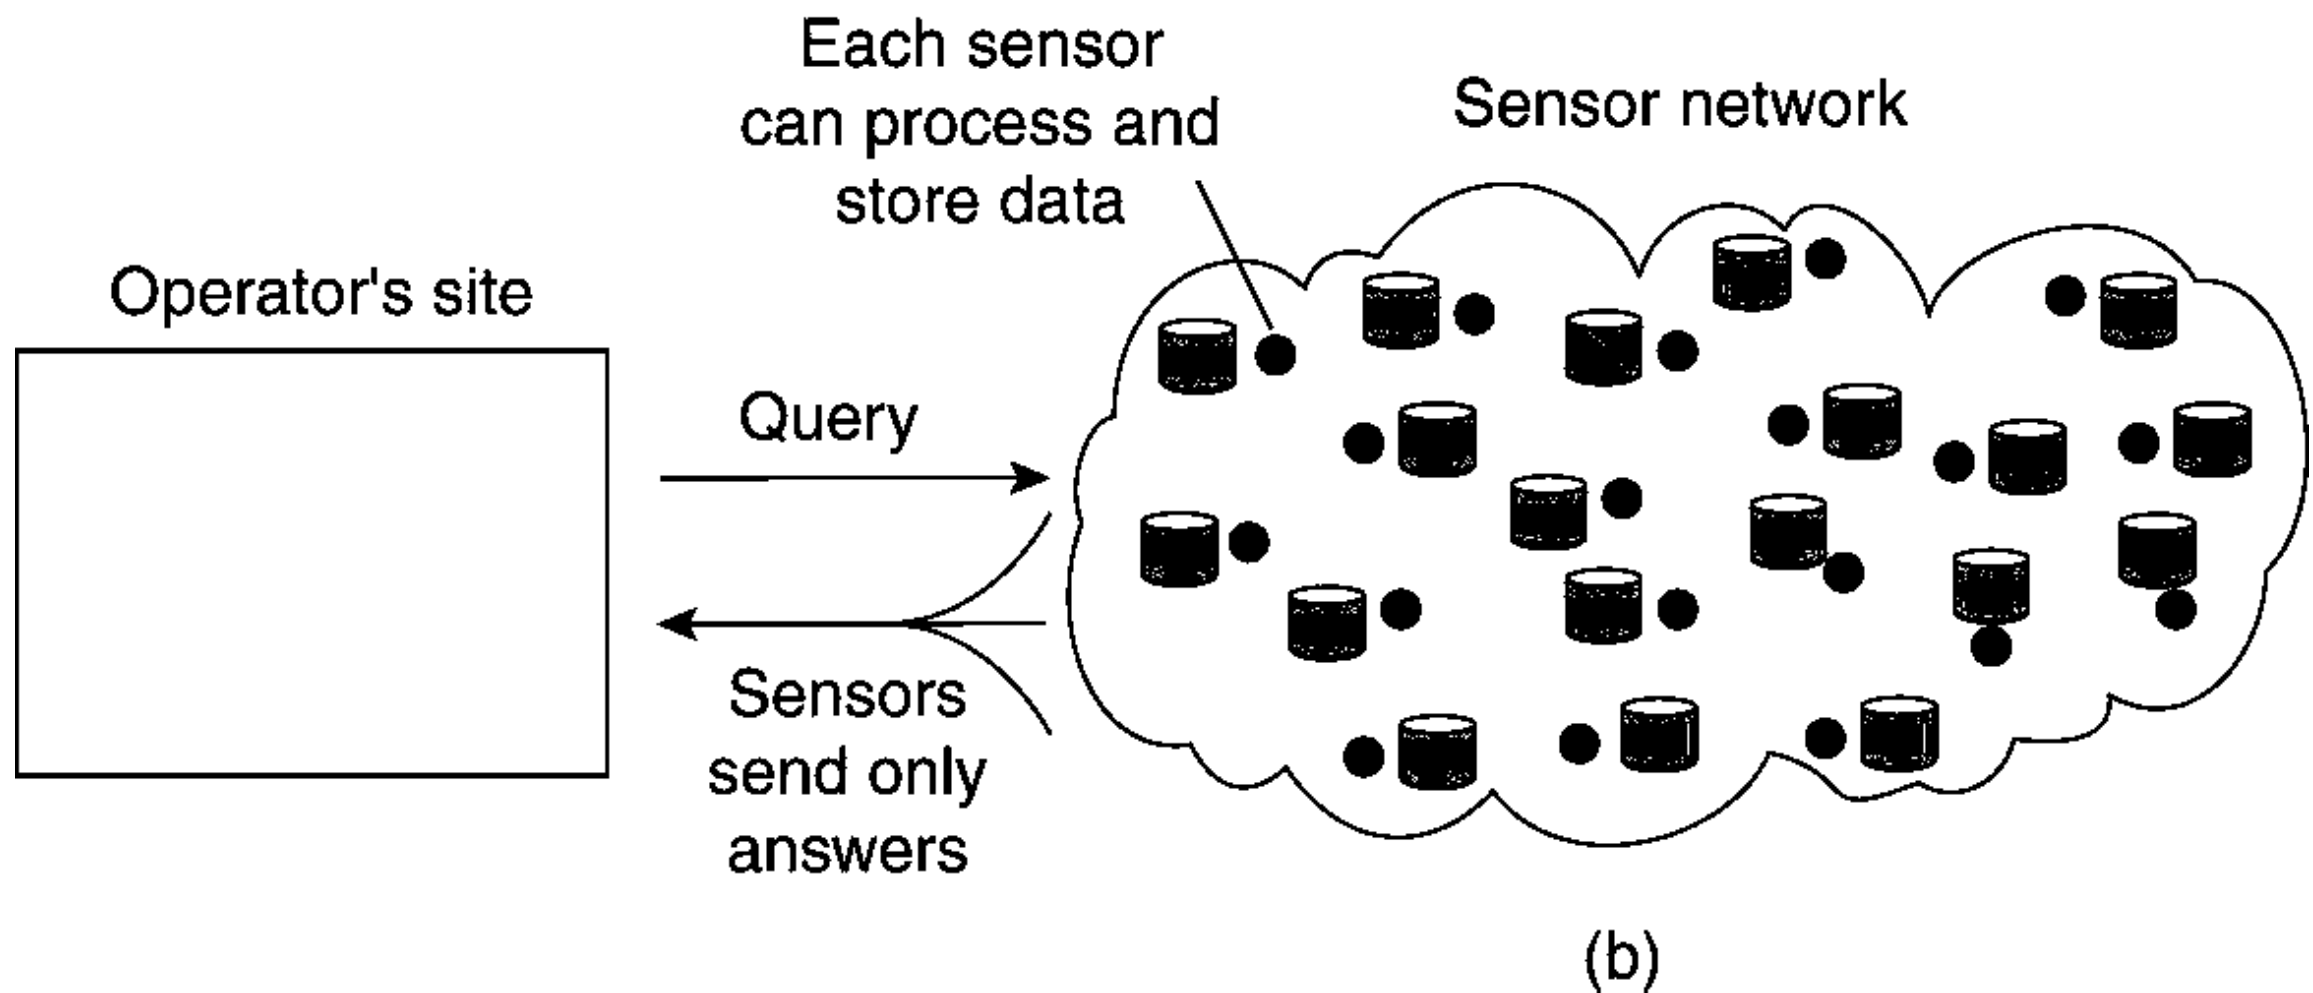 Each sensor
can process and
store data
Sensor network
Operator's site
Query
Sensors
send only
answers
(b)